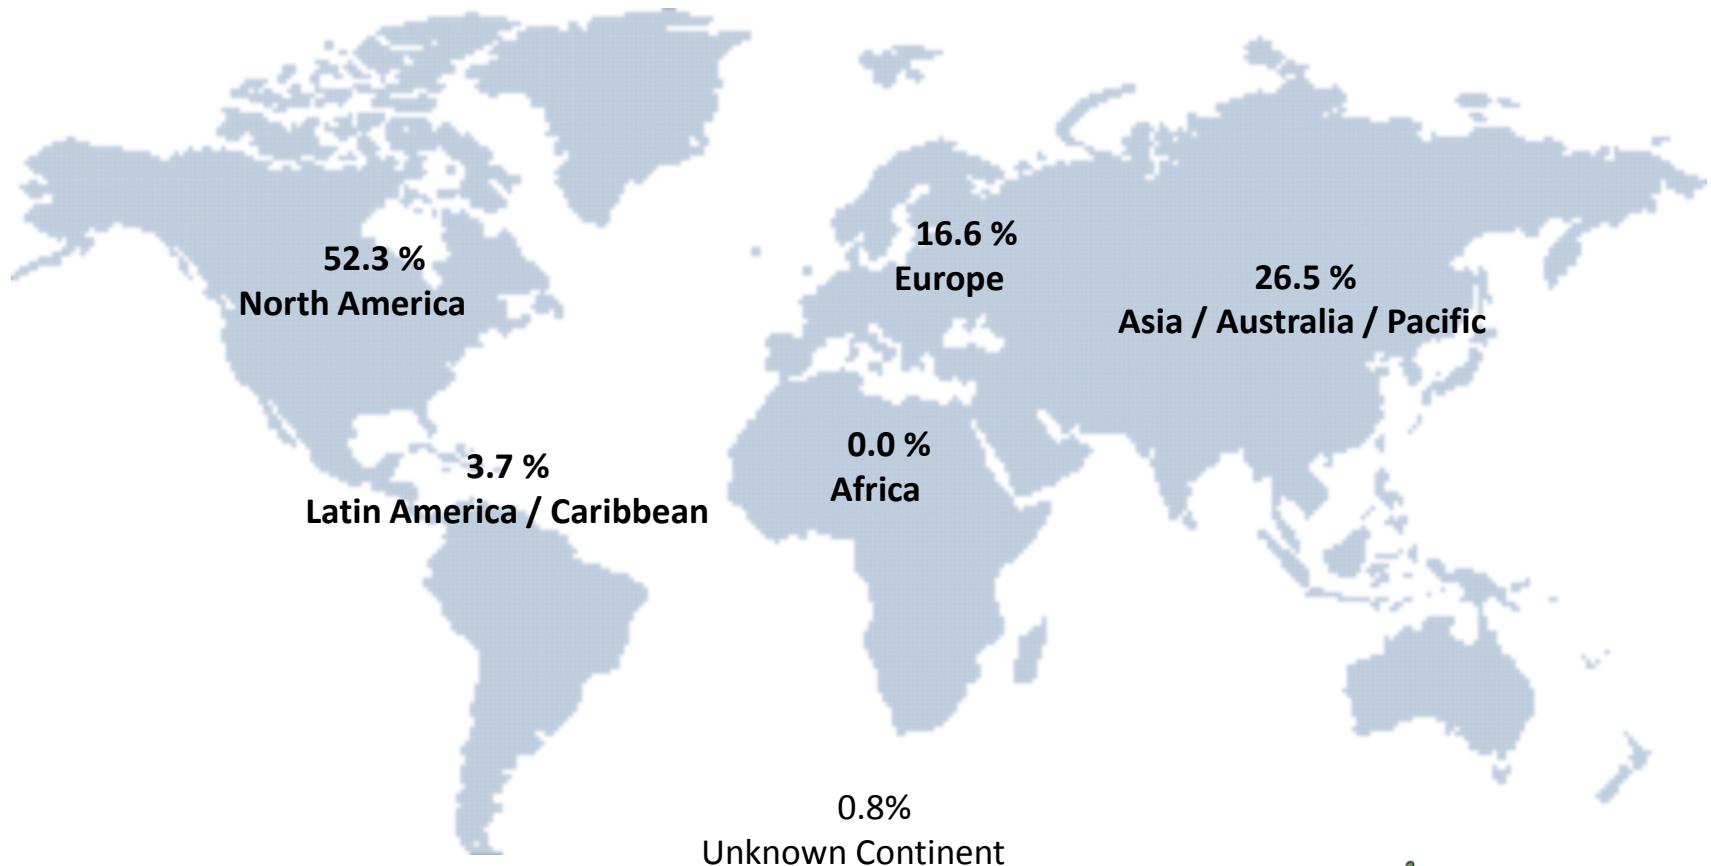 52.3 %
North America
16.6 %
Europe
26.5 %
Asia / Australia / Pacific
3.7 %
Latin America / Caribbean
0.0 %
Africa
0.8%
Unknown Continent